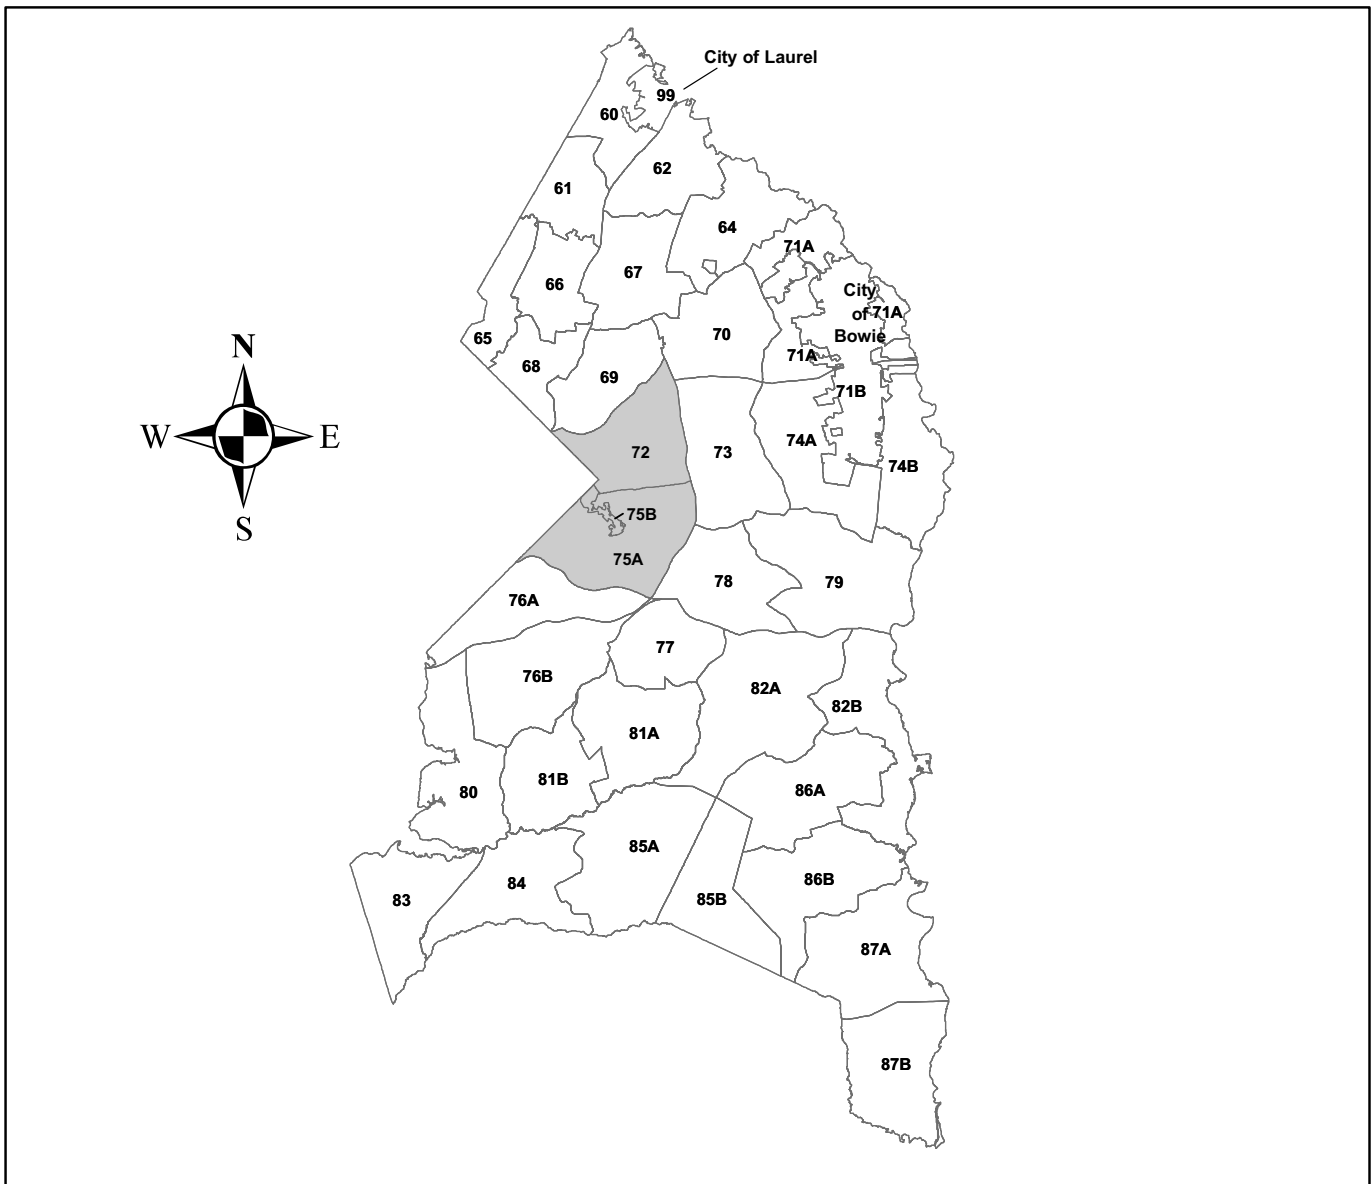 City of Laurel
99
60
62
61
64
71A
67
66
City
of 71A
Bowie
70
65
71A
68
69
71B
N
W E
S
72
73
74A
74B
75B
75A
78
79
76A
77
76B
82A
82B
81A
81B
80
86A
85A
86B
84
83
85B
87A
87B